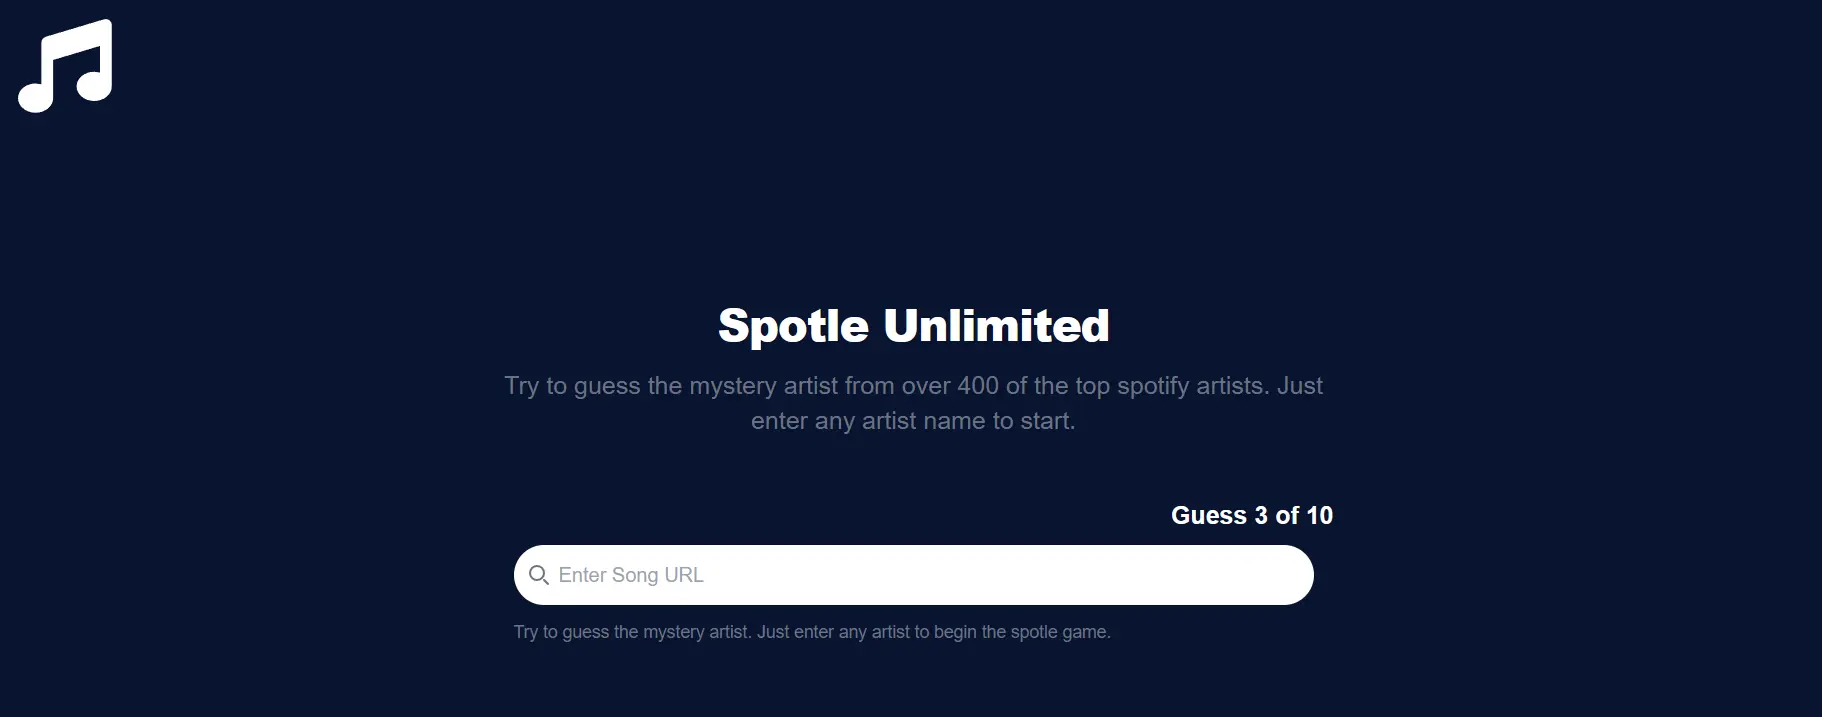 Spotle Unlimited
Try to guess the mystery artist from over 400 of the top spotify artists. Just
enter any artist name to start.
Guess 3 of 10
Enter Song URL
Try to guess the mystery artist. Just enter any artist to begin the spotle game.